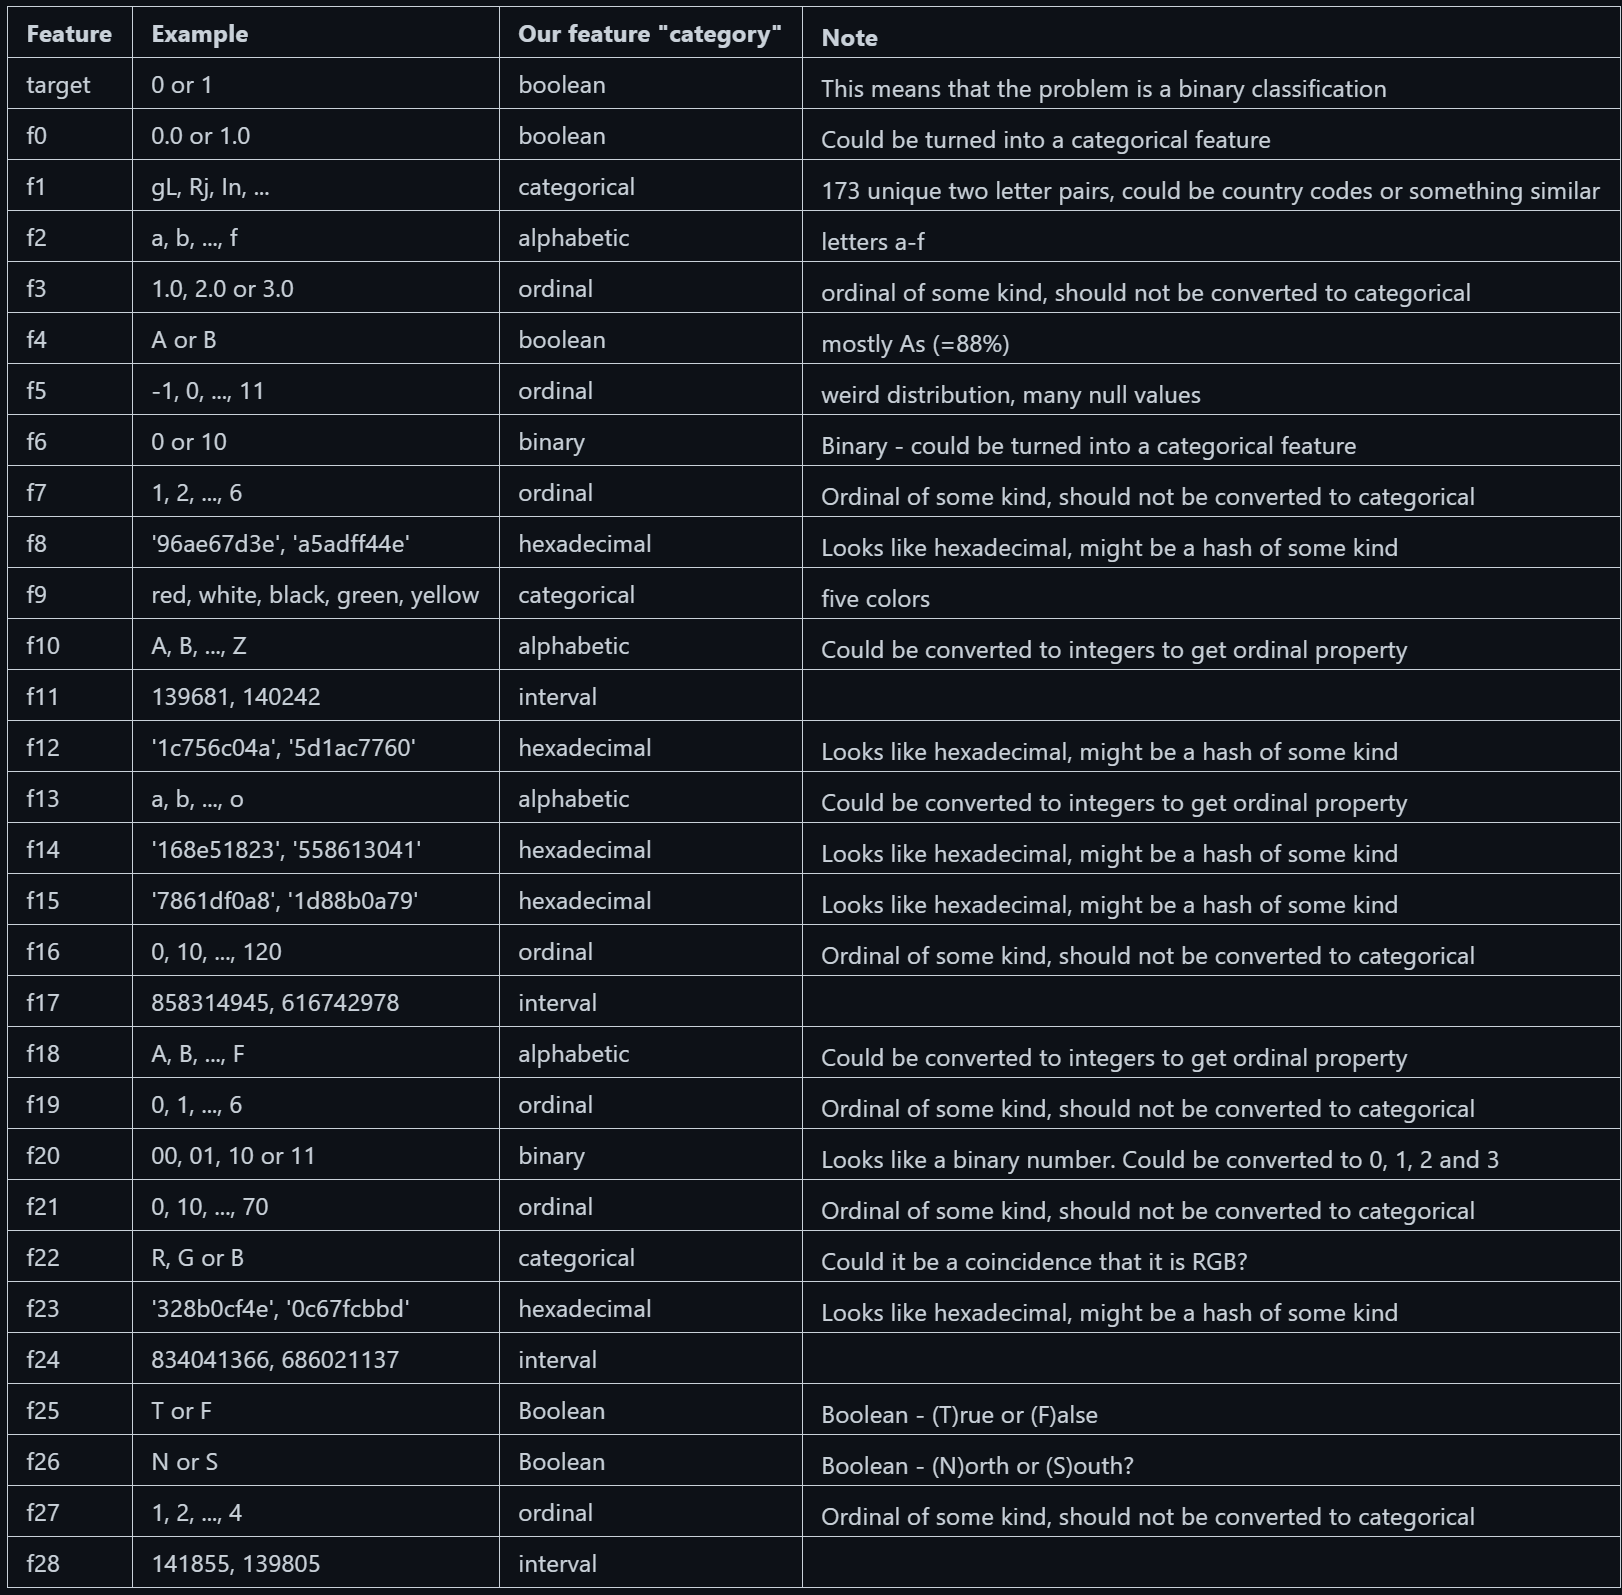 Feature Example Our feature "category" Note
target 0 or 1 boolean This means that the problem is a binary classification
f0 0.0 or 1.0 boolean Could be turned into a categorical feature
f1 gL, Rj, In, ... categorical 173 unique two letter pairs, could be country codes or something similar
f2 a, b, ..., f alphabetic letters a-f
f3 1.0, 2.0 or 3.0 ordinal ordinal of some kind, should not be converted to categorical
f4 A or B boolean mostly As (=88%)
f5 -1, 0, ..., 11 ordinal weird distribution, many null values
f6 0 or 10 binary Binary - could be turned into a categorical feature
f7 1, 2, ..., 6 ordinal Ordinal of some kind, should not be converted to categorical
f8 '96ae67d3e', 'a5adff44e' hexadecimal Looks like hexadecimal, might be a hash of some kind
f9 red, white, black, green, yellow categorical five colors
f10 A, B, ..., Z alphabetic Could be converted to integers to get ordinal property
f11 139681, 140242 interval
f12 '1c756c04a', '5d1ac7760' hexadecimal Looks like hexadecimal, might be a hash of some kind
f13 a, b, ..., o alphabetic Could be converted to integers to get ordinal property
f14 '168e51823', '558613041' hexadecimal Looks like hexadecimal, might be a hash of some kind
f15 '7861df0a8', '1d88b0a79' hexadecimal Looks like hexadecimal, might be a hash of some kind
f16 0, 10, ..., 120 ordinal Ordinal of some kind, should not be converted to categorical
f17 858314945, 616742978 interval
f18 A, B, ..., F alphabetic Could be converted to integers to get ordinal property
f19 0, 1, ..., 6 ordinal Ordinal of some kind, should not be converted to categorical
f20 00, 01, 10 or 11 binary Looks like a binary number. Could be converted to 0, 1, 2 and 3
f21 0, 10, ..., 70 ordinal Ordinal of some kind, should not be converted to categorical
f22 R, G or B categorical Could it be a coincidence that it is RGB?
f23 '328b0cf4e', '0c67fcbbd' hexadecimal Looks like hexadecimal, might be a hash of some kind
f24 834041366, 686021137 interval
f25 T or F Boolean Boolean - (T)rue or (F)alse
f26 N or S Boolean Boolean - (N)orth or (S)outh?
f27 1, 2, ..., 4 ordinal Ordinal of some kind, should not be converted to categorical
f28 141855, 139805 interval